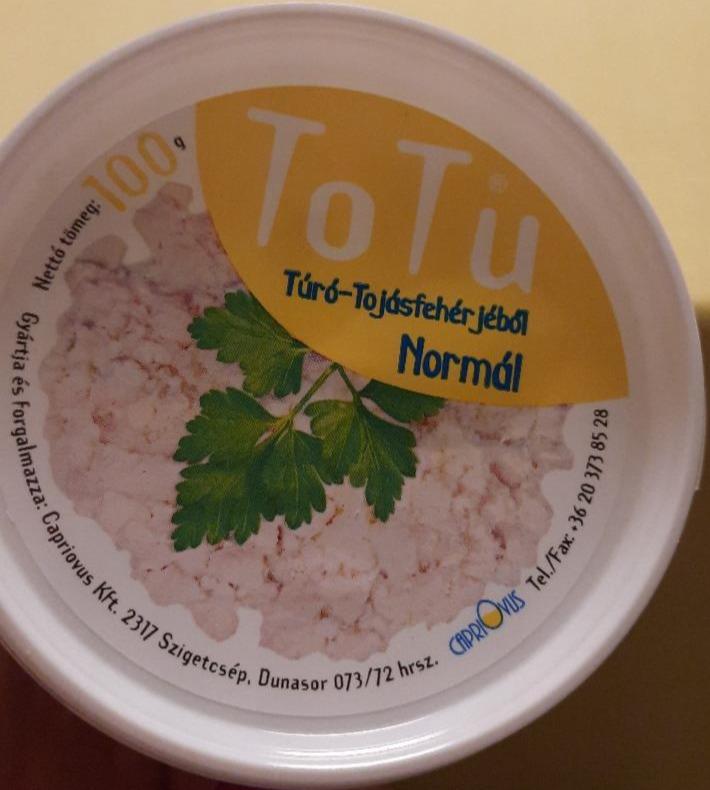 ToTu®
Túró-Tojásfehérjéből
Normál
Nettó tömeg: 100 g
Gyártja és forgalmazza: Capriovus Kft. 2317 Szigetcsép, Dunasor 073/72 hrsz.
CAPRIOVUS
Tel./Fax: +36 20 373 85 28